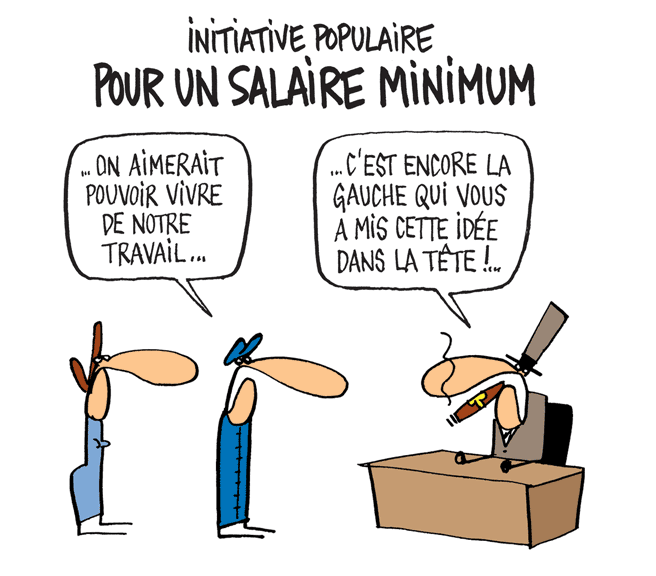 INITIATIVE POPULAIRE
POUR UN SALAIRE MINIMUM
...ON AIMERAIT
POUVOIR VIVRE
DE NOTRE
TRAVAIL...
...C'EST ENCORE LA
GAUCHE QUI VOUS
A MIS CETTE IDÉE
DANS LA TÊTE !...